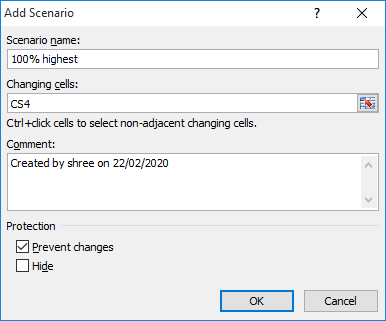 Add Scenario
?
Scenario name:
100% highest
Changing cells:
CS4
Ctrl+click cells to select non-adjacent changing cells.
Comment:
Created by shree on 22/02/2020
Protection
Prevent changes
Hide
OK
Cancel